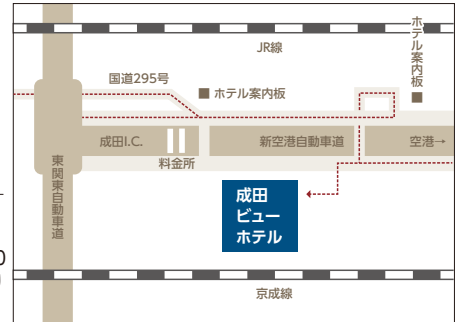 JR線
ホテル案内板
国道295号
■ ホテル案内板
成田I.C.
新空港自動車道
空港→
料金所
東関東自動車道
成田
ビュー
ホテル
京成線